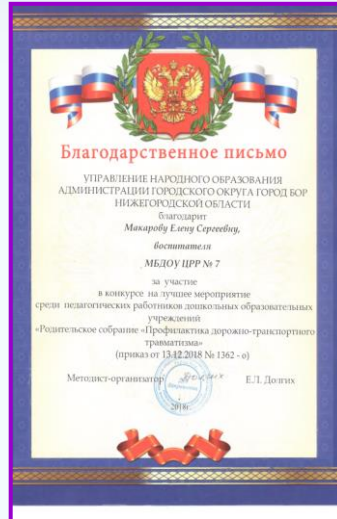 Благодарственное письмо
УПРАВЛЕНИЕ НАРОДНОГО ОБРАЗОВАНИЯ
АДМИНИСТРАЦИИ ГОРОДСКОГО ОКРУГА ГОРОД БОР
НИЖЕГОРОДСКОЙ ОБЛАСТИ
благодарит
Макарову Елену Сергеевну,
воспитателя
МБДОУ ЦРР № 7
за участие
в конкурсе на лучшее мероприятие
среди педагогических работников дошкольных образовательных
учреждений
«Родительское собрание «Профилактика дорожно-транспортного
травматизма»
(приказ от 13.12.2018 № 1362 - о)
Методист-организатор Е.Л. Долгих
2018г.